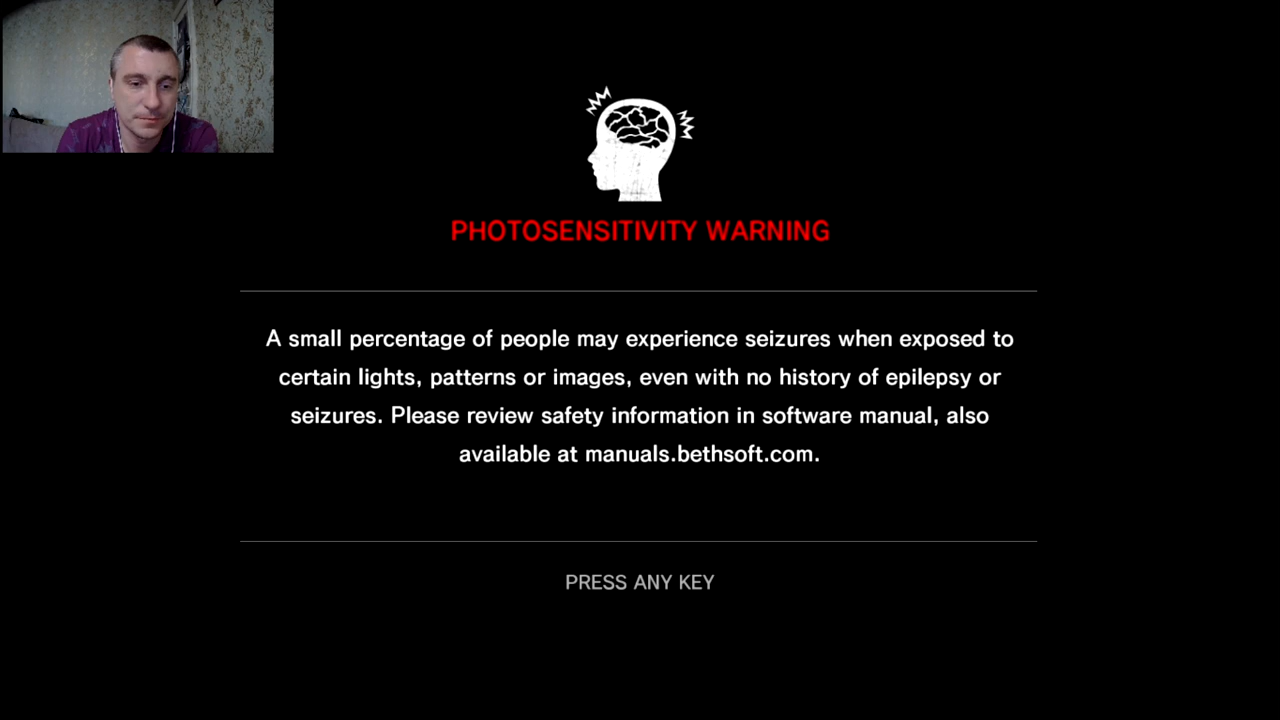 PHOTOSENSITIVITY WARNING
A small percentage of people may experience seizures when exposed to
certain lights, patterns or images, even with no history of epilepsy or
seizures. Please review safety information in software manual, also
available at manuals.bethsoft.com.
PRESS ANY KEY